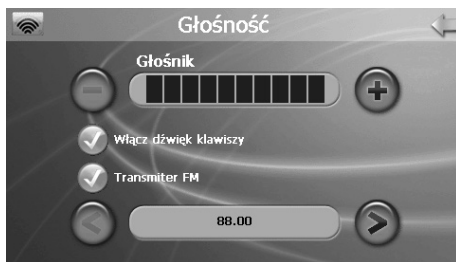 Głośność
Głośnik
Włącz dźwięk klawiszy
Transmiter FM
88.00